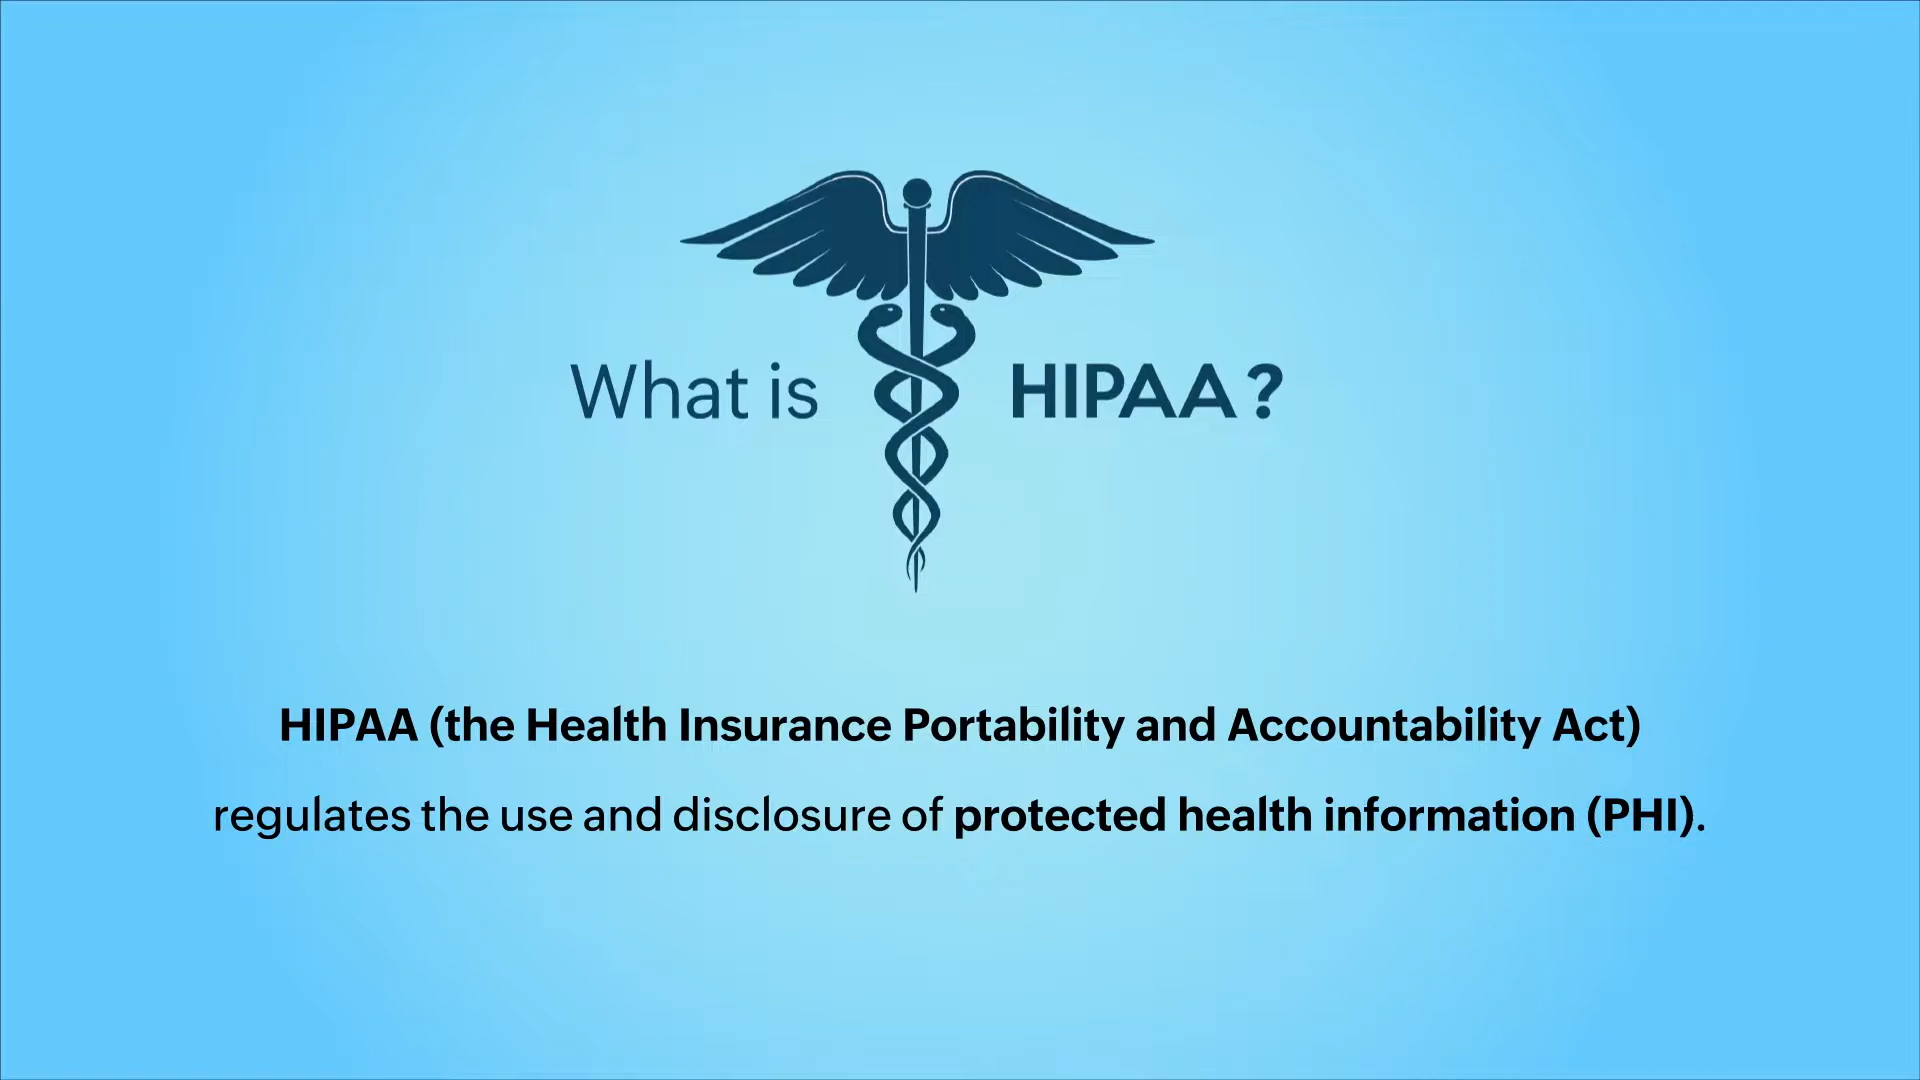 What is HIPAA?
HIPAA (the Health Insurance Portability and Accountability Act)
regulates the use and disclosure of protected health information (PHI).